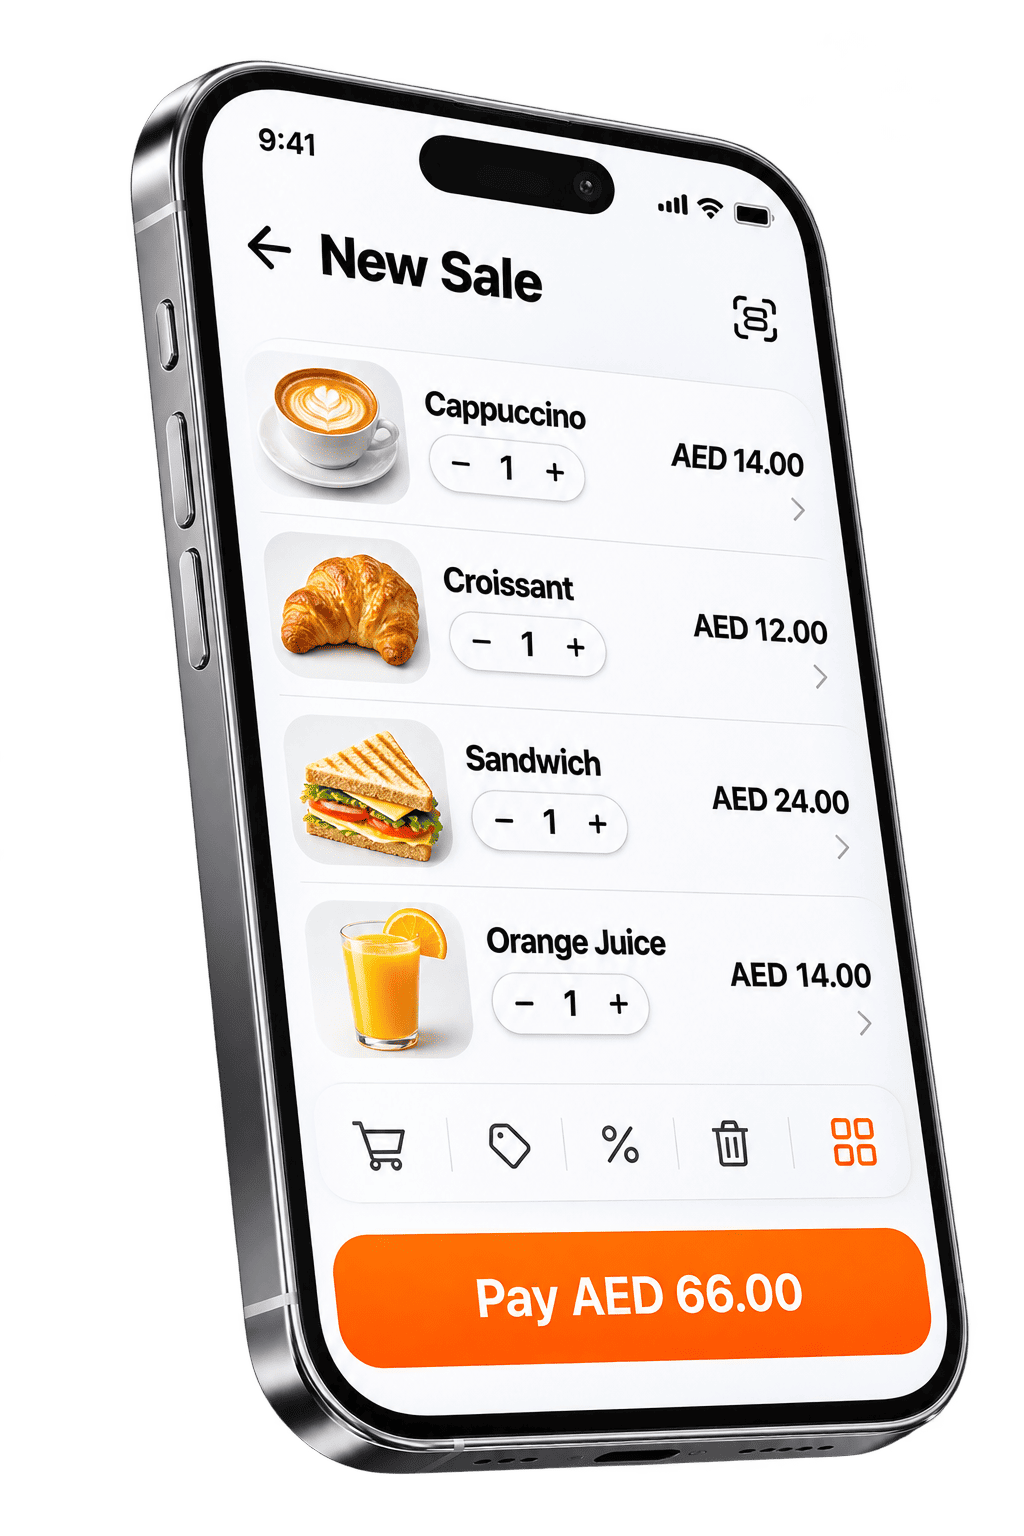 9:41
New Sale
Cappuccino
− 1 +
AED 14.00
Croissant
− 1 +
AED 12.00
Sandwich
− 1 +
AED 24.00
Orange Juice
− 1 +
AED 14.00
%
Pay AED 66.00